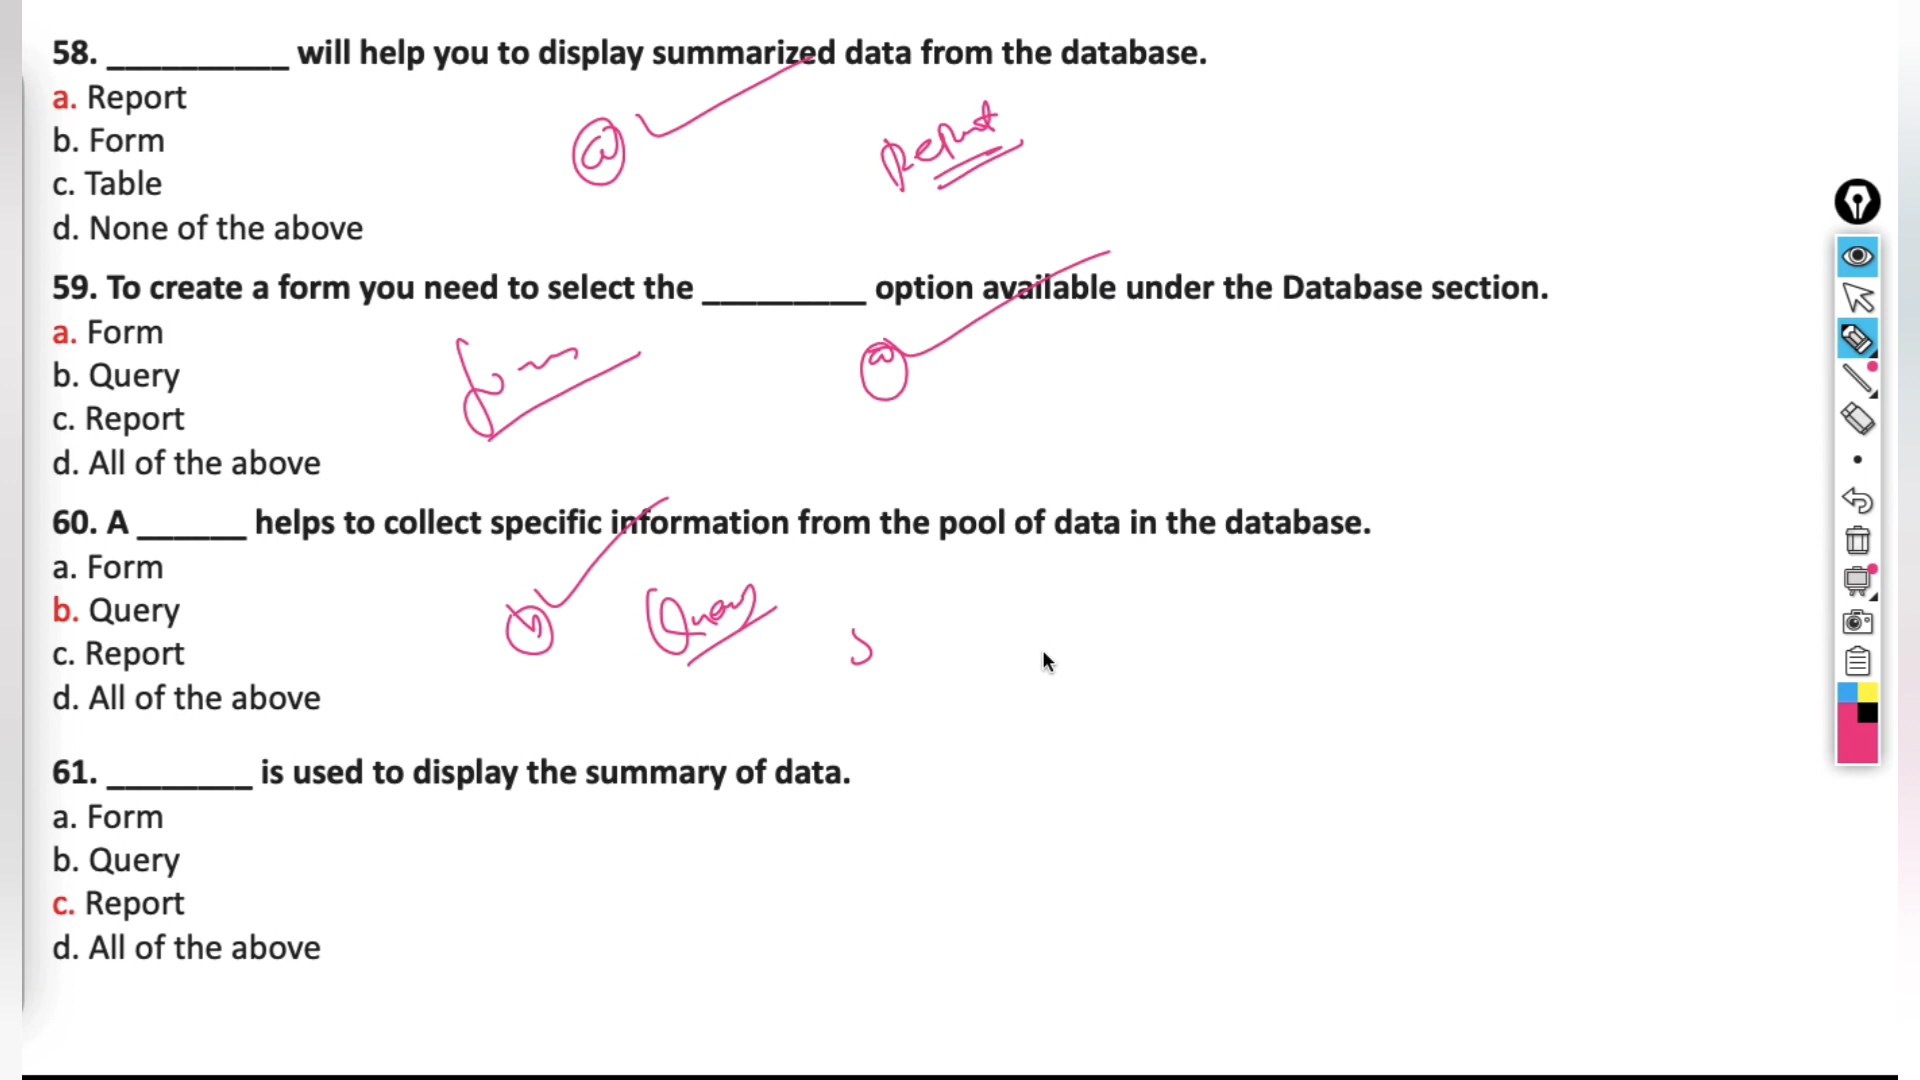 58. __________ will help you to display summarized data from the database.
a. Report
b. Form
@
Report
c. Table
d. None of the above
59. To create a form you need to select the _________ option available under the Database section.
a. Form
b. Query
form
a
c. Report
d. All of the above
60. A ______ helps to collect specific information from the pool of data in the database.
a. Form
b. Query
b
Query
c. Report
d. All of the above
61. ________ is used to display the summary of data.
a. Form
b. Query
c. Report
d. All of the above